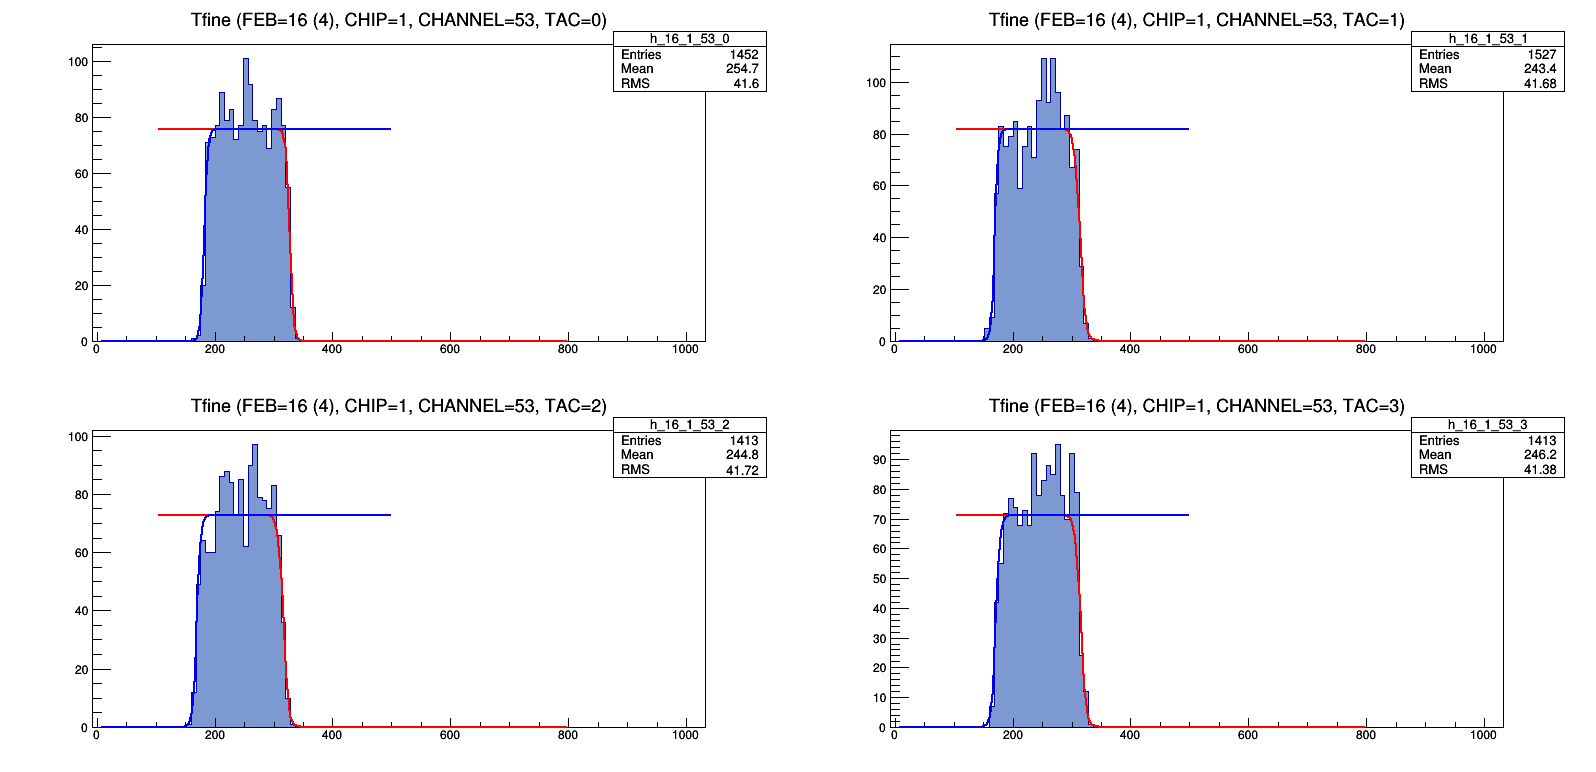 Tfine (FEB=16 (4), CHIP=1, CHANNEL=53, TAC=0)
h_16_1_53_0
Entries 1452
Mean 254.7
RMS 41.6
100
80
60
40
20
0
0 200 400 600 800 1000
Tfine (FEB=16 (4), CHIP=1, CHANNEL=53, TAC=1)
h_16_1_53_1
Entries 1527
Mean 243.4
RMS 41.68
100
80
60
40
20
0
0 200 400 600 800 1000
Tfine (FEB=16 (4), CHIP=1, CHANNEL=53, TAC=2)
h_16_1_53_2
Entries 1413
Mean 244.8
RMS 41.72
100
80
60
40
20
0
0 200 400 600 800 1000
Tfine (FEB=16 (4), CHIP=1, CHANNEL=53, TAC=3)
h_16_1_53_3
Entries 1413
Mean 246.2
RMS 41.38
90
80
70
60
50
40
30
20
10
0
0 200 400 600 800 1000